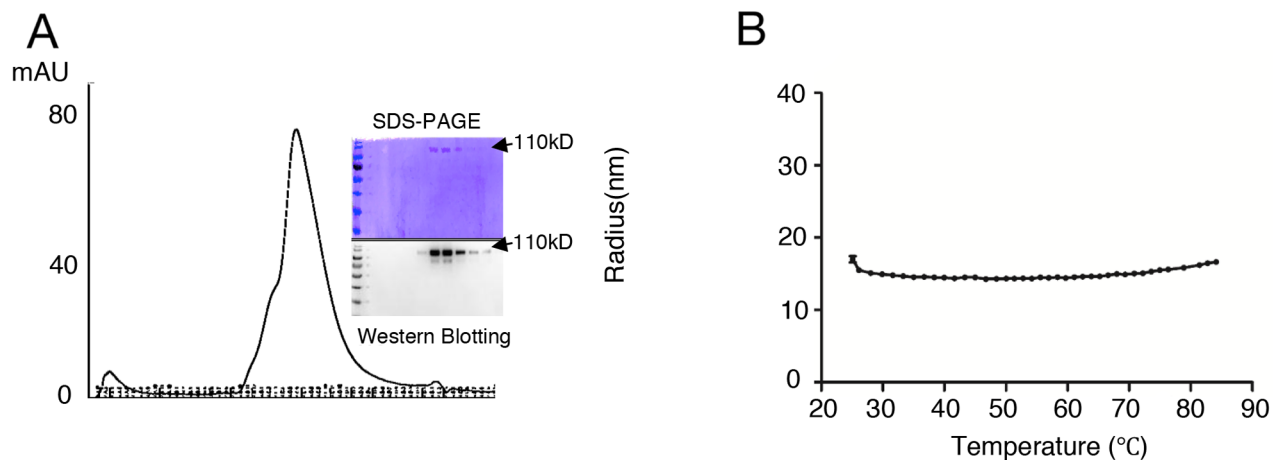 A
mAU
80
40
0
SDS-PAGE
110kD
110kD
Western Blotting
B
Radius(nm)
40
30
20
10
0
20 30 40 50 60 70 80 90
Temperature (°C)